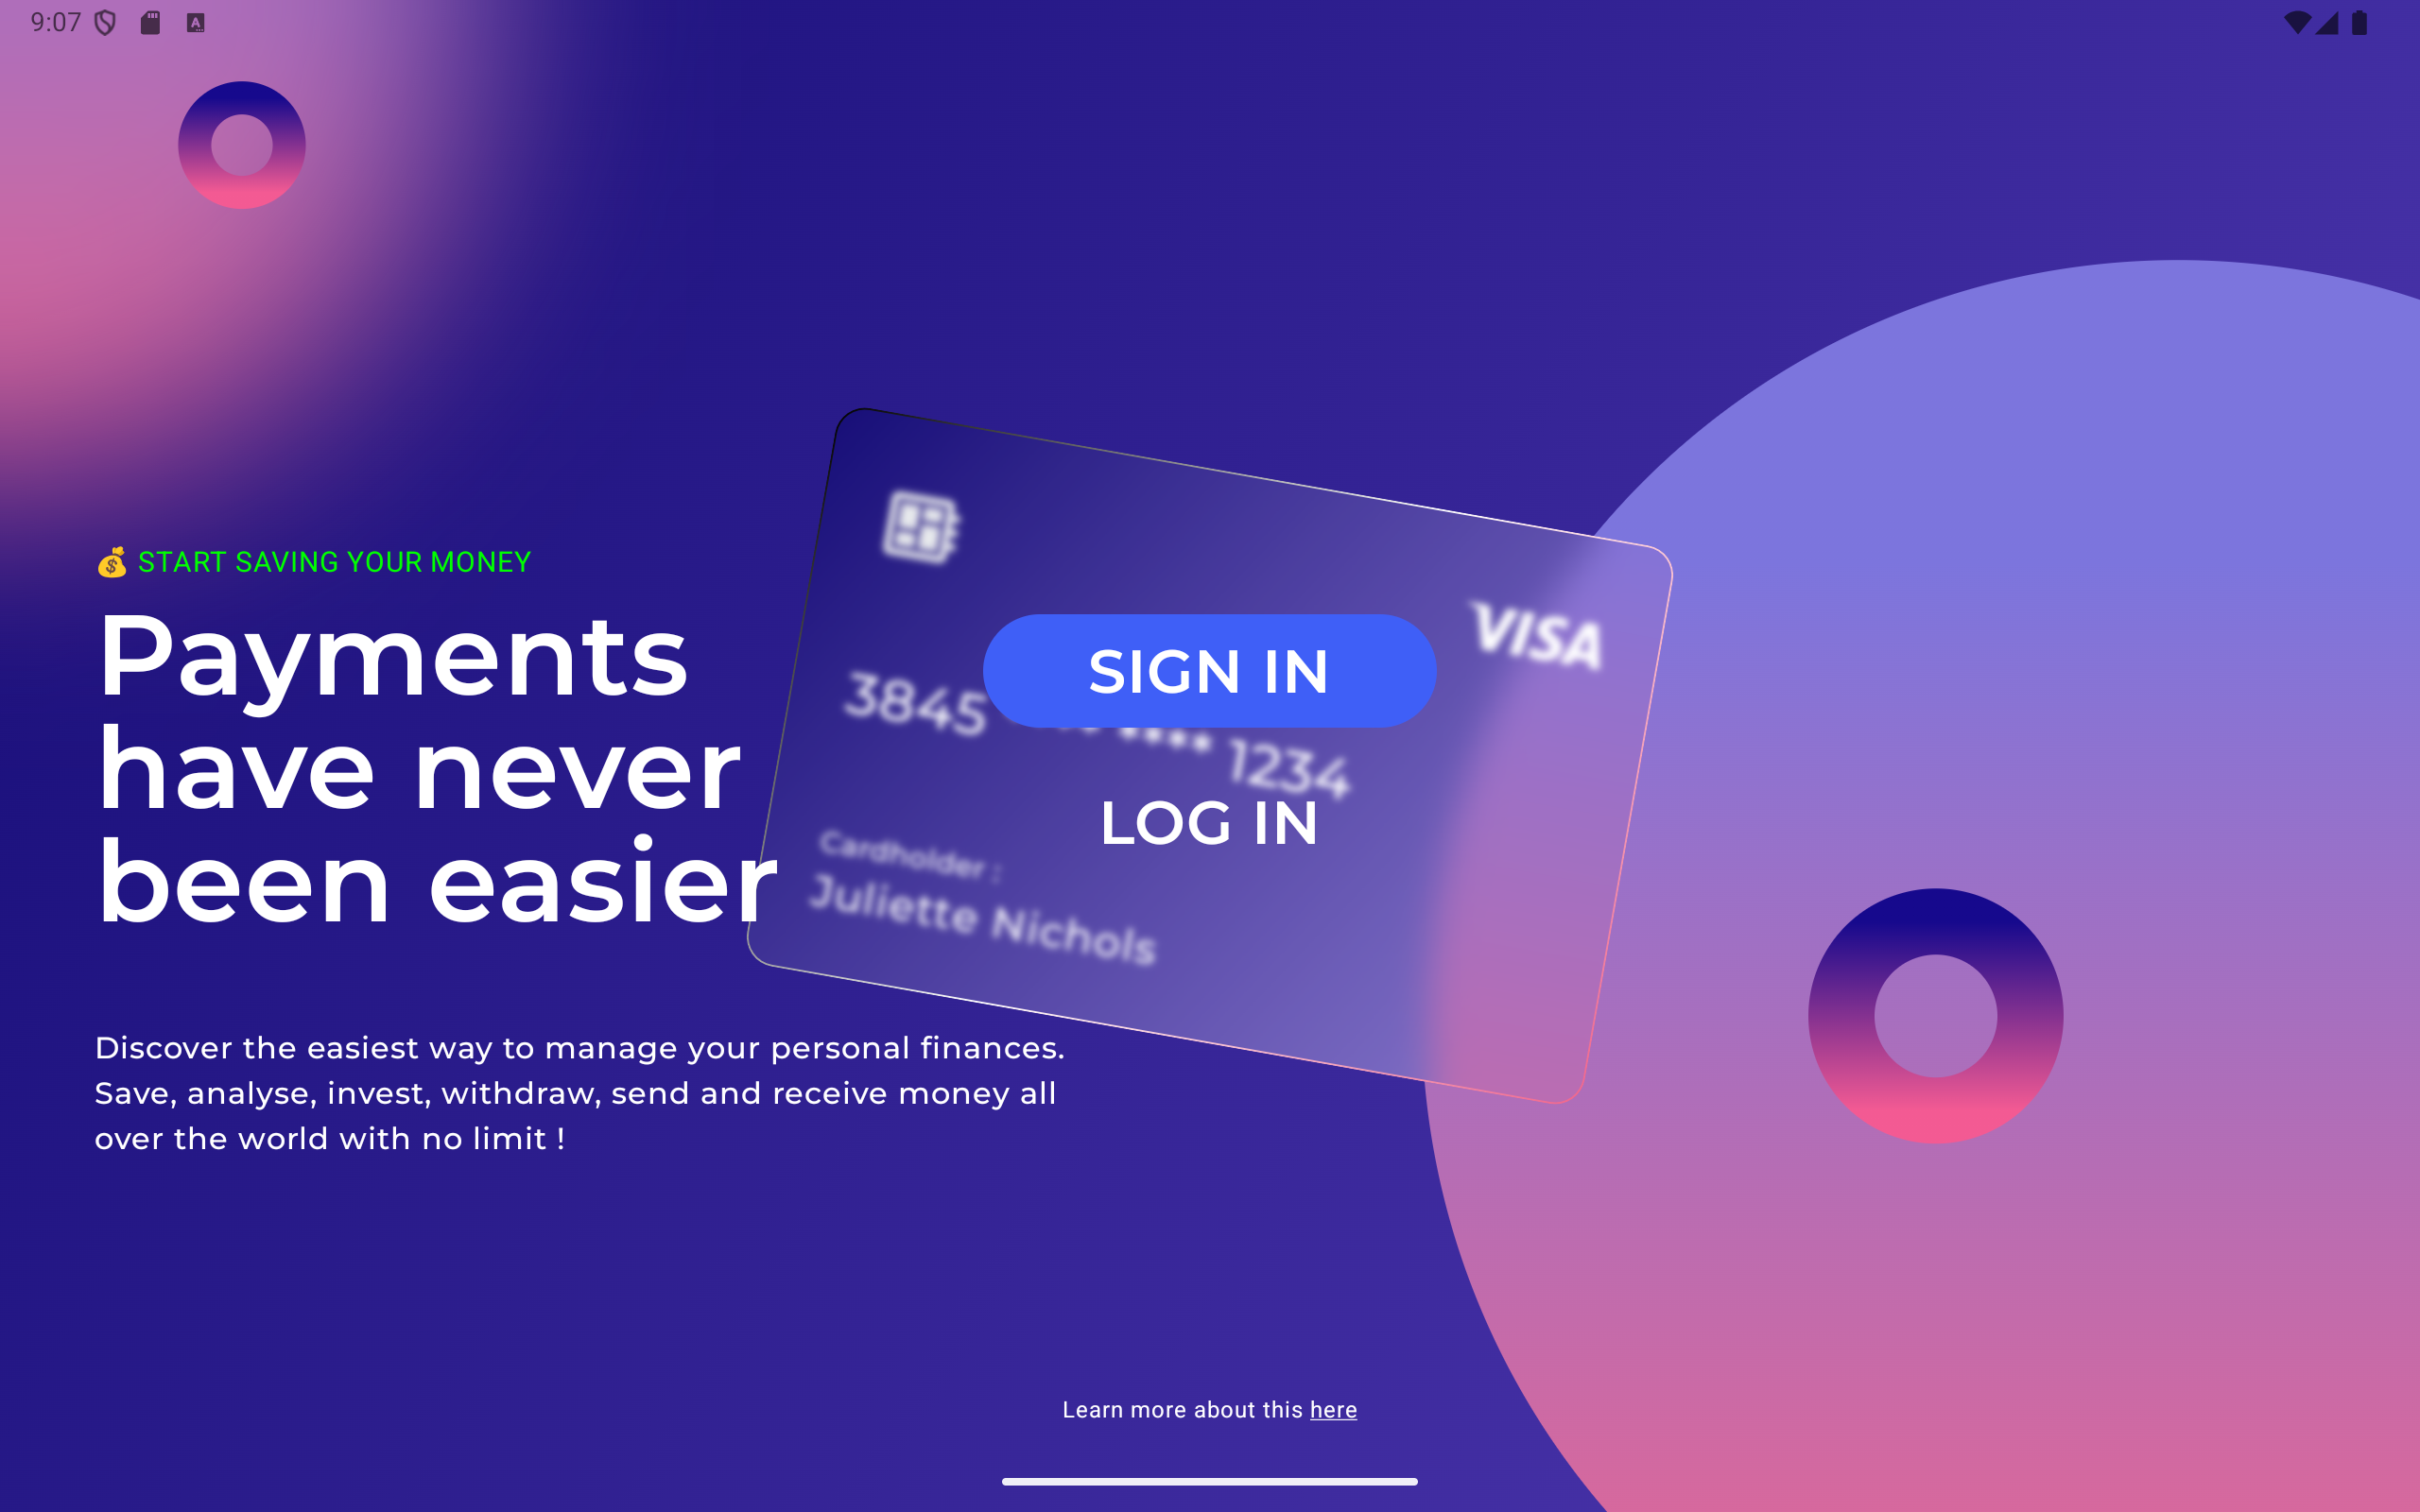 9:07
💰 START SAVING YOUR MONEY
Payments
have never
been easier
VISA
SIGN IN
3845 •••• 1234
LOG IN
Cardholder :
Juliette Nichols
Discover the easiest way to manage your personal finances.
Save, analyse, invest, withdraw, send and receive money all
over the world with no limit !
Learn more about this here